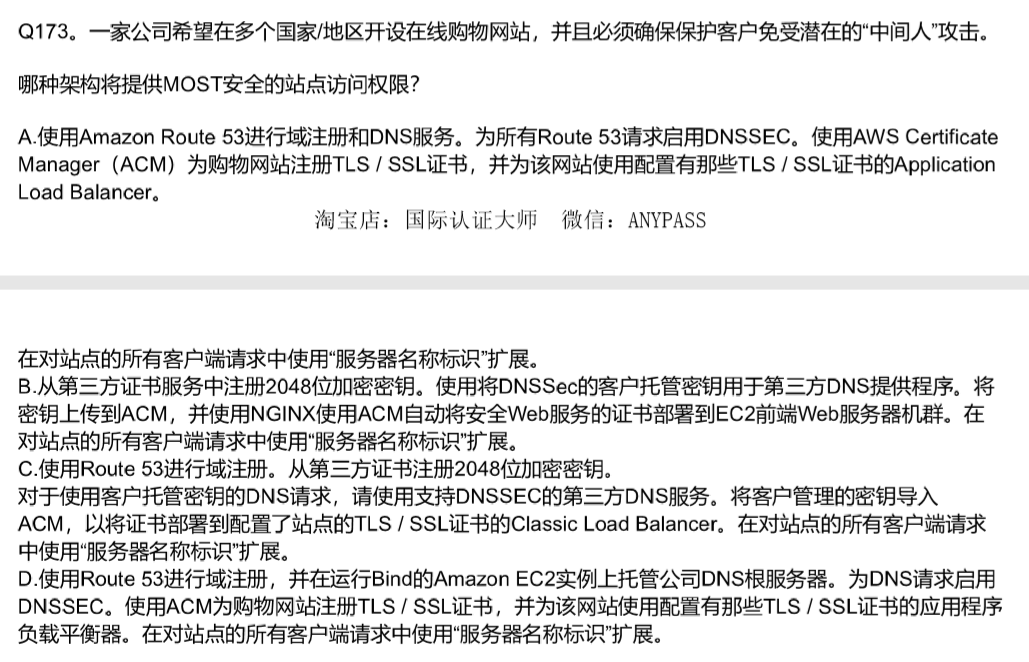 Q173。一家公司希望在多个国家/地区开设在线购物网站，并且必须确保保护客户免受潜在的“中间人”攻击。
哪种架构将提供MOST安全的站点访问权限？
A.使用Amazon Route 53进行域注册和DNS服务。为所有Route 53请求启用DNSSEC。使用AWS Certificate
Manager（ACM）为购物网站注册TLS / SSL证书，并为该网站使用配置有那些TLS / SSL证书的Application
Load Balancer。
淘宝店：国际认证大师 微信：ANYPASS
在对站点的所有客户端请求中使用“服务器名称标识”扩展。
B.从第三方证书服务中注册2048位加密密钥。使用将DNSSec的客户托管密钥用于第三方DNS提供程序。将
密钥上传到ACM，并使用NGINX使用ACM自动将安全Web服务的证书部署到EC2前端Web服务器机群。在
对站点的所有客户端请求中使用“服务器名称标识”扩展。
C.使用Route 53进行域注册。从第三方证书注册2048位加密密钥。
对于使用客户托管密钥的DNS请求，请使用支持DNSSEC的第三方DNS服务。将客户管理的密钥导入
ACM，以将证书部署到配置了站点的TLS / SSL证书的Classic Load Balancer。在对站点的所有客户端请求
中使用“服务器名称标识”扩展。
D.使用Route 53进行域注册，并在运行Bind的Amazon EC2实例上托管公司DNS根服务器。为DNS请求启用
DNSSEC。使用ACM为购物网站注册TLS / SSL证书，并为该网站使用配置有那些TLS / SSL证书的应用程序
负载平衡器。在对站点的所有客户端请求中使用“服务器名称标识”扩展。